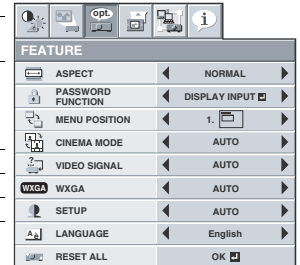 opt.
i
FEATURE
ASPECT NORMAL
PASSWORD FUNCTION DISPLAY INPUT
MENU POSITION 1.
CINEMA MODE AUTO
VIDEO SIGNAL AUTO
WXGA WXGA AUTO
SETUP AUTO
LANGUAGE English
RESET ALL OK